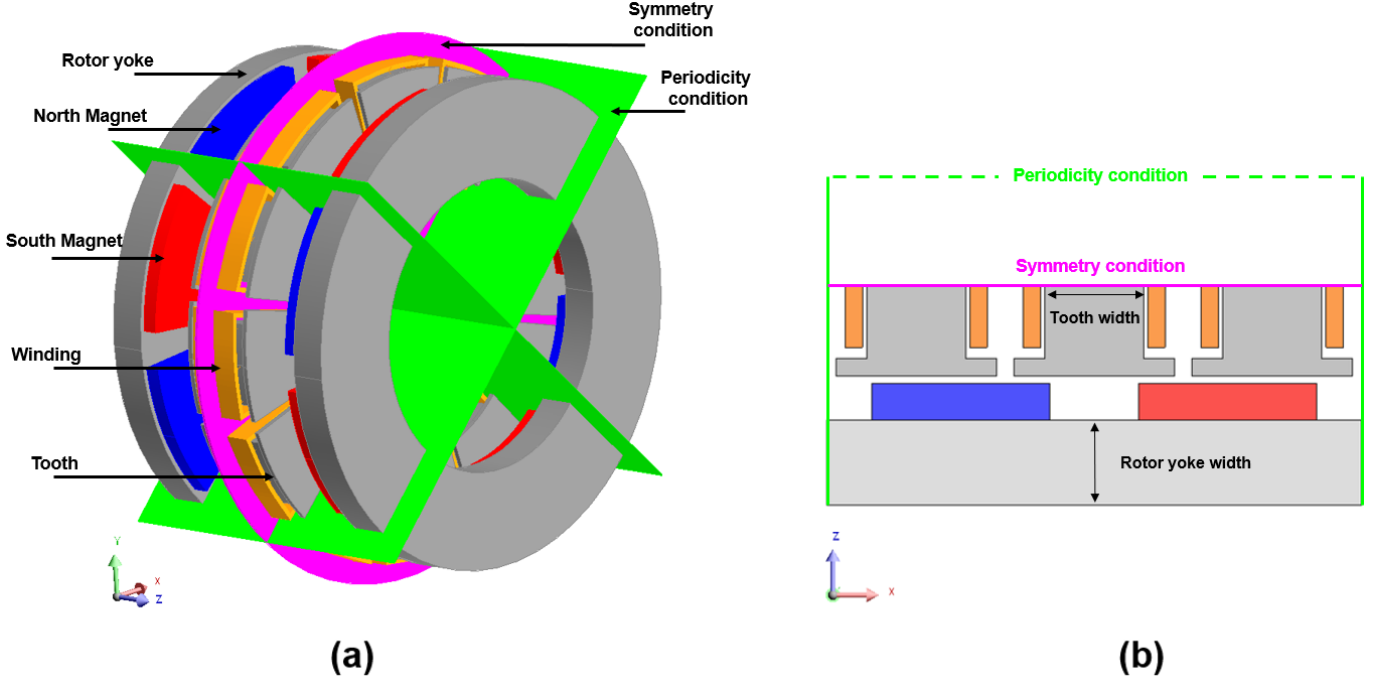 Symmetry
condition
Rotor yoke
Periodicity
condition
North Magnet
South Magnet
Winding
Tooth
Y
X
Z
(a)
Periodicity condition
Symmetry condition
Tooth width
Rotor yoke width
Z
X
(b)